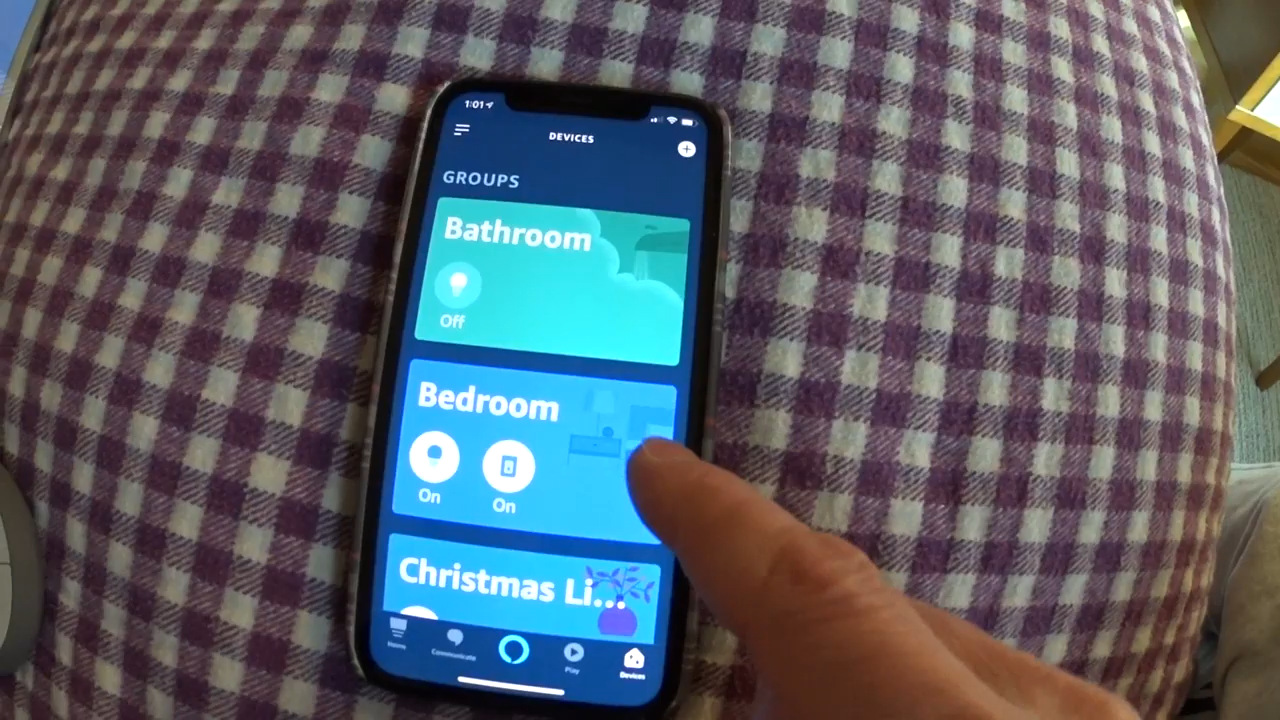 1:01
DEVICES
GROUPS
Bathroom
Off
Bedroom
On
On
Christmas Li...
Home
Communicate
Play
Devices